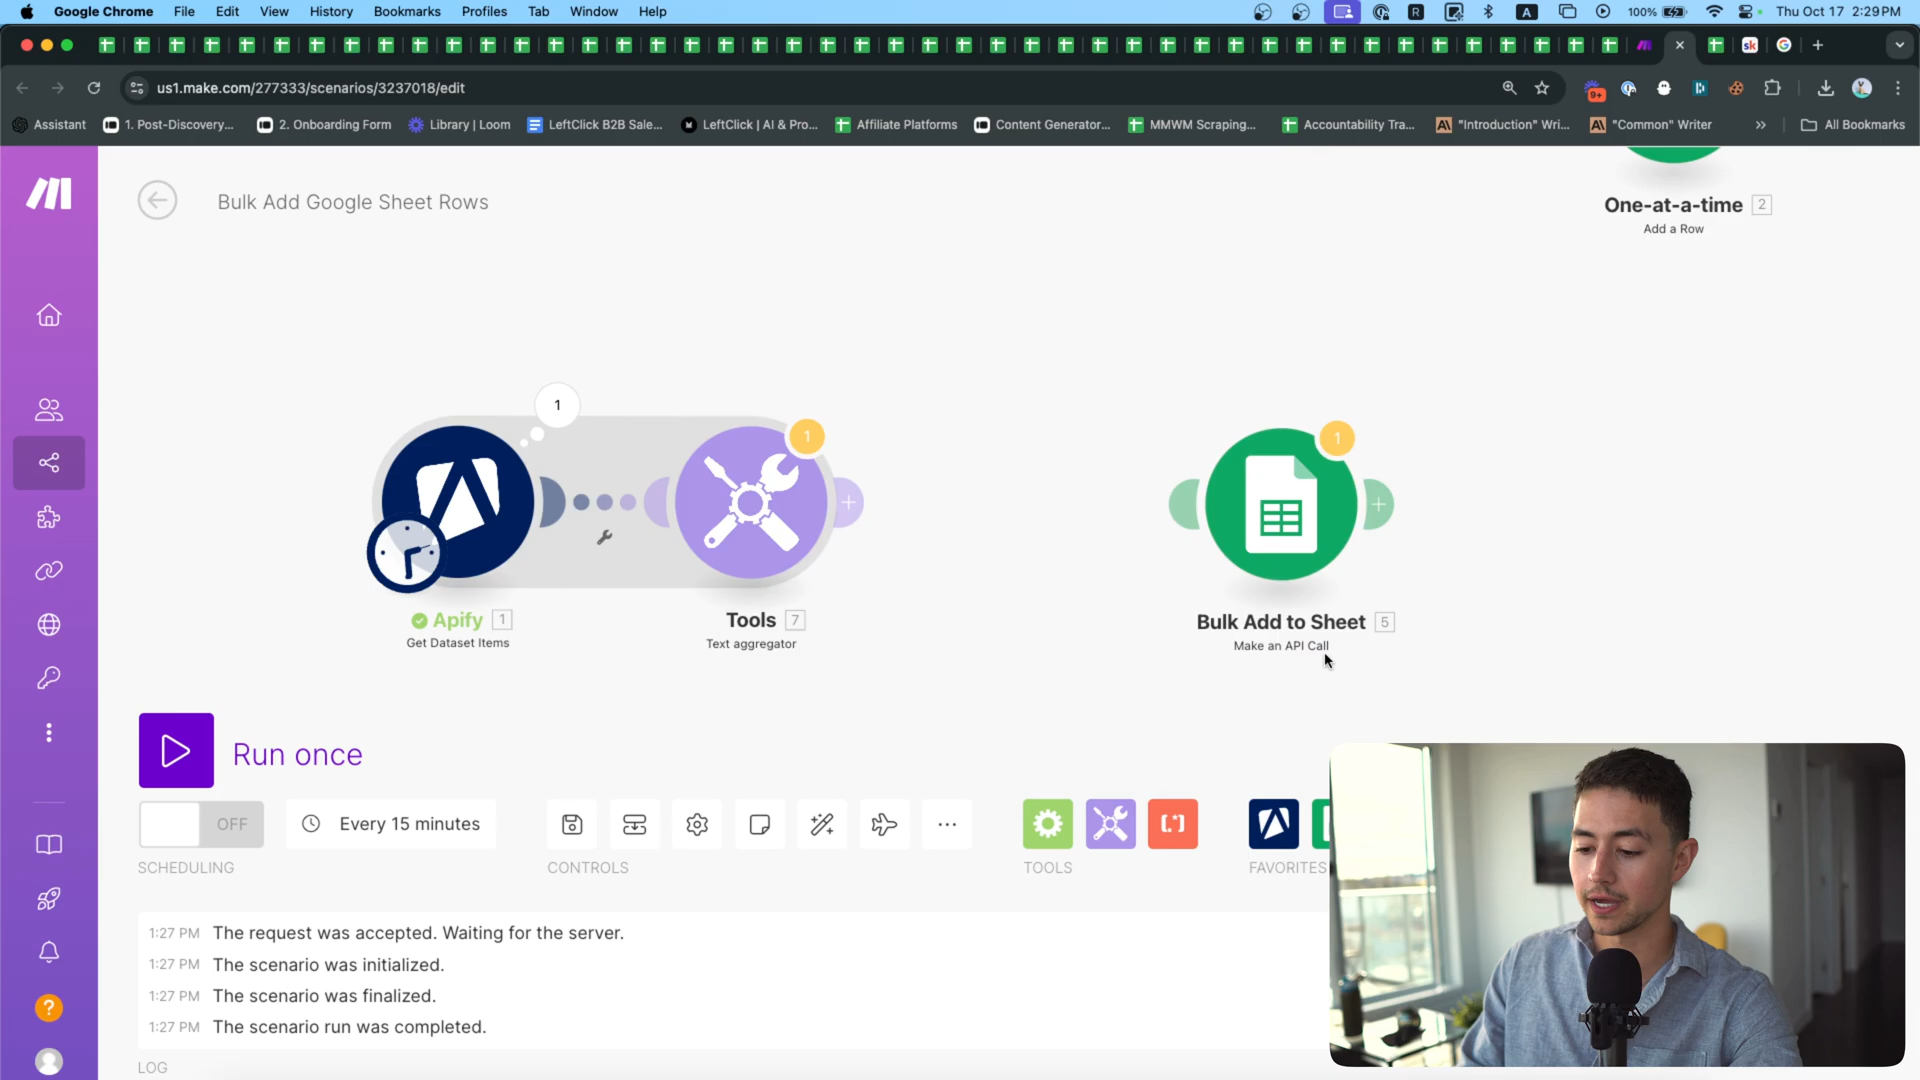 Google Chrome File Edit View History Bookmarks Profiles Tab Window Help
A
100%
Thu Oct 17 2:29 PM
sk
us1.make.com/277333/scenarios/3237018/edit
9+
Assistant
1. Post-Discovery...
2. Onboarding Form
Library | Loom
LeftClick B2B Sale...
LeftClick | AI & Pro...
Affiliate Platforms
Content Generator...
MMWM Scraping...
Accountability Tra...
"Introduction" Wri...
"Common" Writer
All Bookmarks
Bulk Add Google Sheet Rows
One-at-a-time 2
Add a Row
1
1
1
Apify 1
Get Dataset Items
Tools 7
Text aggregator
Bulk Add to Sheet 5
Make an API Call
Run once
OFF
Every 15 minutes
SCHEDULING
CONTROLS
TOOLS
FAVORITES
1:27 PM The request was accepted. Waiting for the server.
1:27 PM The scenario was initialized.
1:27 PM The scenario was finalized.
1:27 PM The scenario run was completed.
LOG